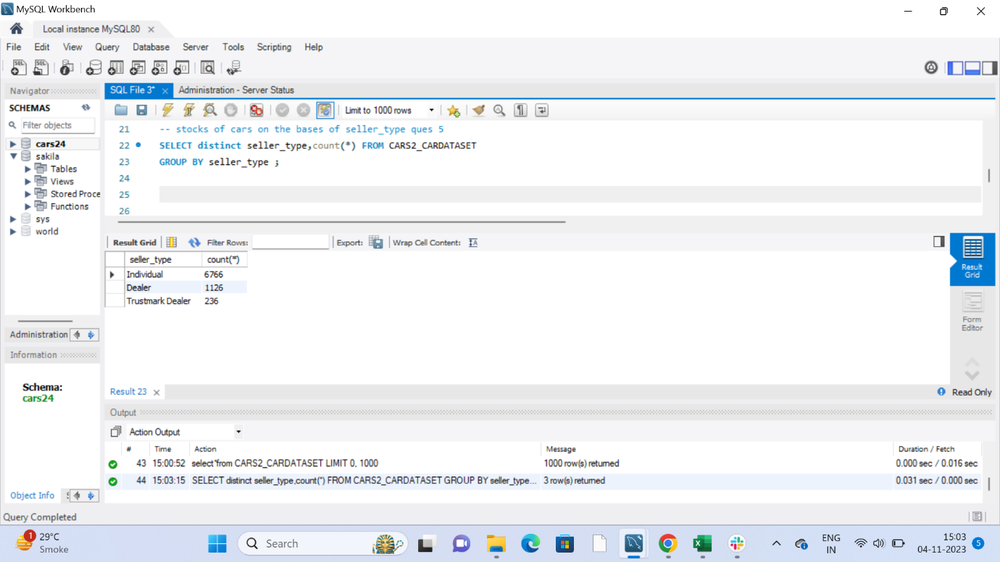 MySQL Workbench
Local instance MySQL80
File Edit View Query Database Server Tools Scripting Help
Navigator
SCHEMAS
Filter objects
cars24
sakila
Tables
Views
Stored Proce
Functions
sys
world
Administration
Information
Schema:
cars24
Object Info
SQL File 3* Administration - Server Status
Limit to 1000 rows
21 -- stocks of cars on the bases of seller_type ques 5
22 SELECT distinct seller_type,count(*) FROM CARS2_CARDATASET
23 GROUP BY seller_type ;
24
25
26
Result Grid Filter Rows: Export: Wrap Cell Content:
seller_type count(*)
Individual 6766
Dealer 1126
Trustmark Dealer 236
Result Grid
Form Editor
Result 23
Read Only
Output
Action Output
# Time Action Message Duration / Fetch
43 15:00:52 select*from CARS2_CARDATASET LIMIT 0, 1000 1000 row(s) returned 0.000 sec / 0.016 sec
44 15:03:15 SELECT distinct seller_type,count(*) FROM CARS2_CARDATASET GROUP BY seller_type... 3 row(s) returned 0.031 sec / 0.000 sec
Query Completed
1
29°C
Smoke
Search
ENG
IN
15:03
04-11-2023
5